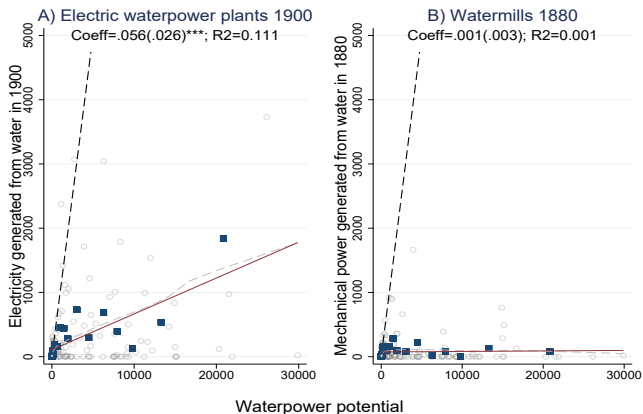 A) Electric waterpower plants 1900
Coeff=.056(.026)***; R2=0.111
Electricity generated from water in 1900
5000
4000
3000
2000
1000
0
0 10000 20000 30000
B) Watermills 1880
Coeff=.001(.003); R2=0.001
Mechanical power generated from water in 1880
5000
4000
3000
2000
1000
0
0 10000 20000 30000
Waterpower potential